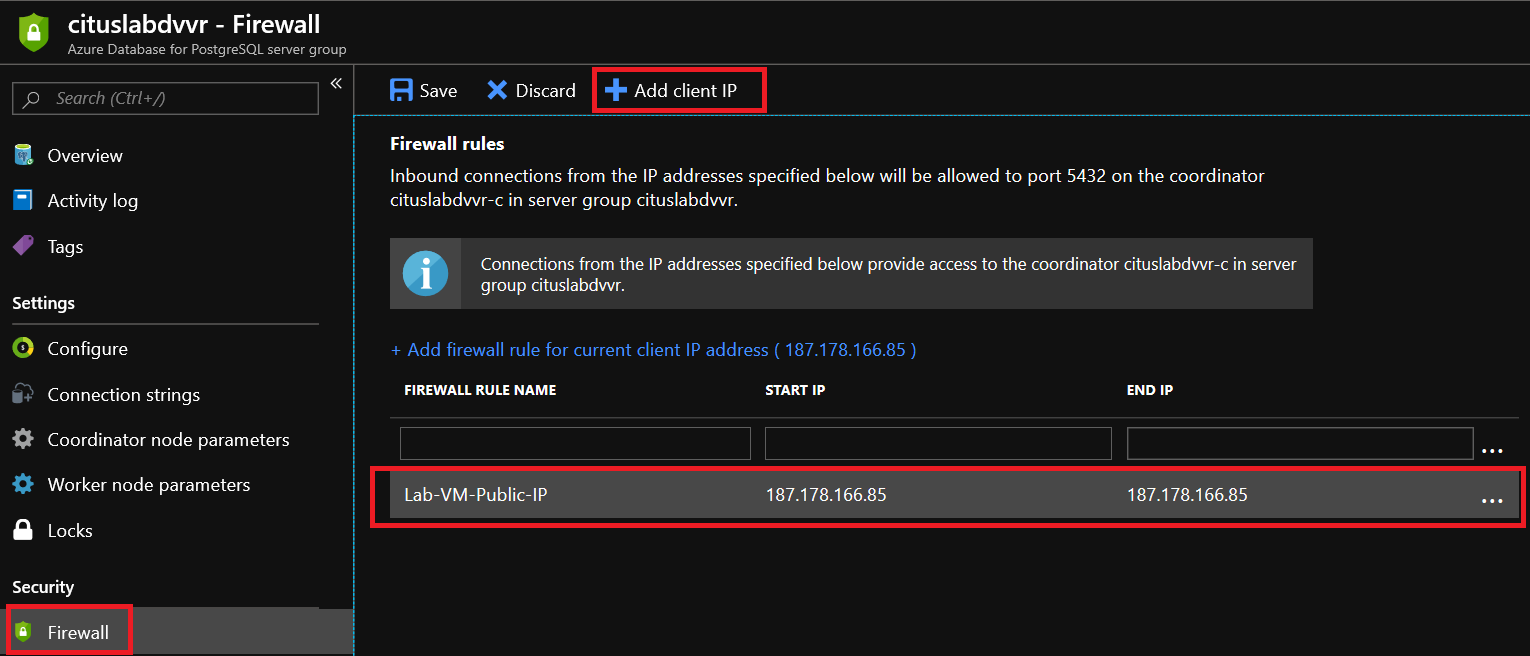 cituslabdvvr - Firewall
Azure Database for PostgreSQL server group
Search (Ctrl+/)
«
Overview
Activity log
Tags
Settings
Configure
Connection strings
Coordinator node parameters
Worker node parameters
Locks
Security
Firewall
Save Discard Add client IP
Firewall rules
Inbound connections from the IP addresses specified below will be allowed to port 5432 on the coordinator
cituslabdvvr-c in server group cituslabdvvr.
Connections from the IP addresses specified below provide access to the coordinator cituslabdvvr-c in server
group cituslabdvvr.
+ Add firewall rule for current client IP address ( 187.178.166.85 )
FIREWALL RULE NAME START IP END IP
...
Lab-VM-Public-IP 187.178.166.85 187.178.166.85 ...